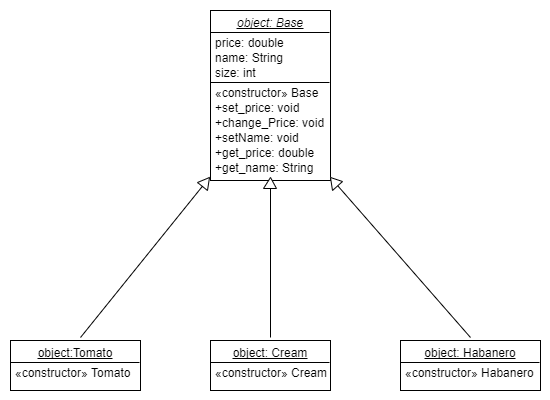 object: Base
price: double
name: String
size: int
«constructor» Base
+set_price: void
+change_Price: void
+setName: void
+get_price: double
+get_name: String
object:Tomato
«constructor» Tomato
object: Cream
«constructor» Cream
object: Habanero
«constructor» Habanero